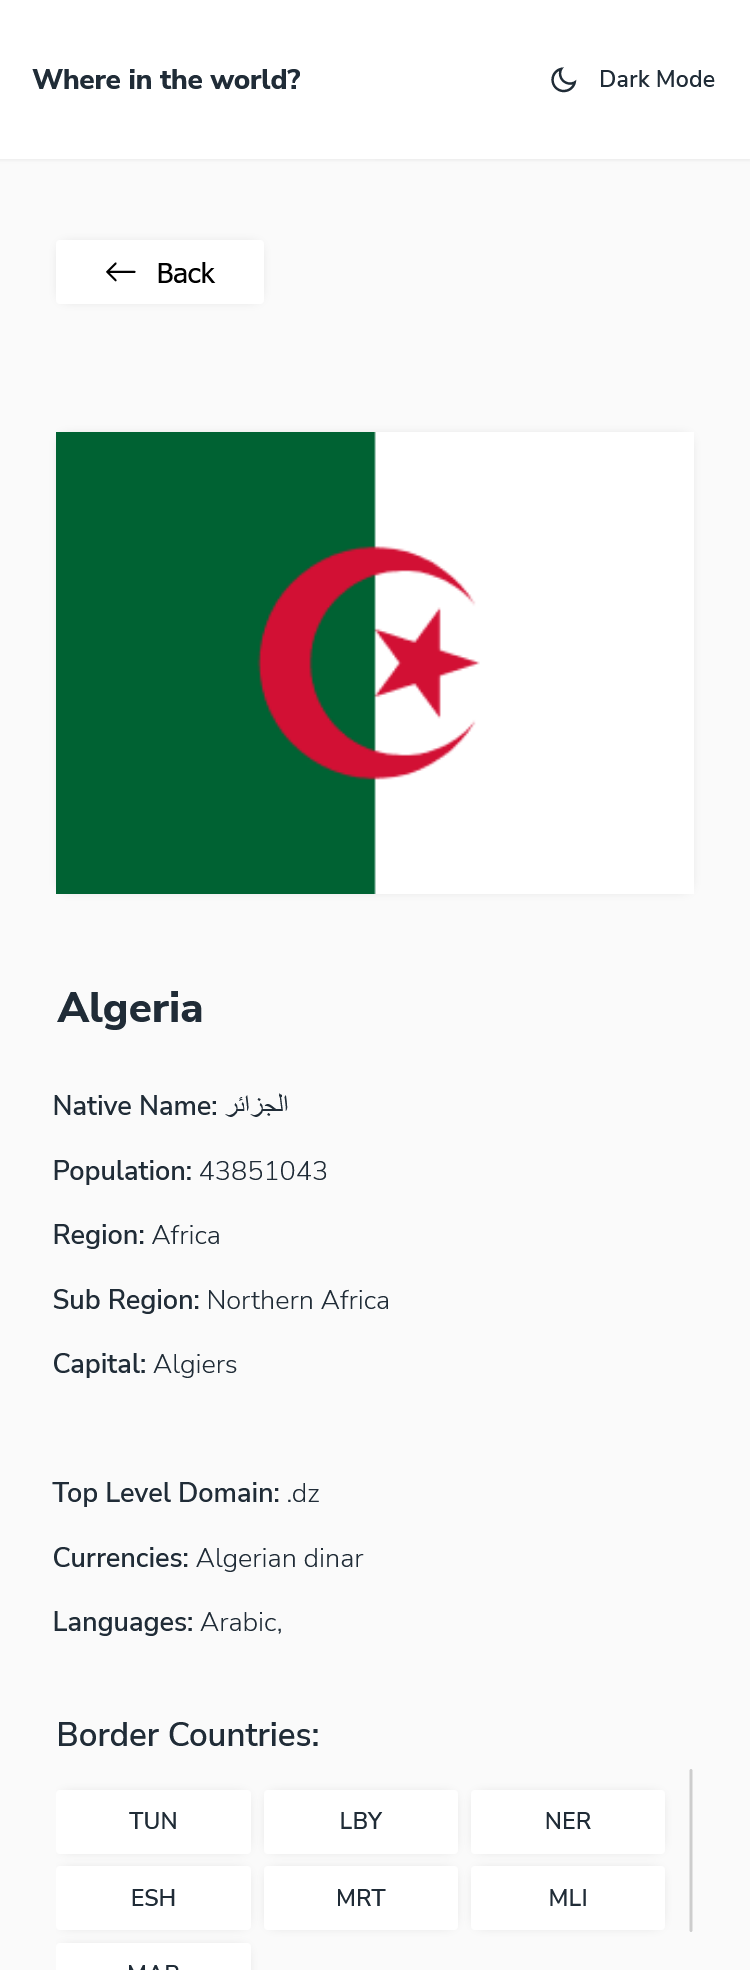 Where in the world?
Dark Mode
Back
Algeria
Native Name: الجزائر
Population: 43851043
Region: Africa
Sub Region: Northern Africa
Capital: Algiers
Top Level Domain: .dz
Currencies: Algerian dinar
Languages: Arabic,
Border Countries:
TUN LBY NER
ESH MRT MLI